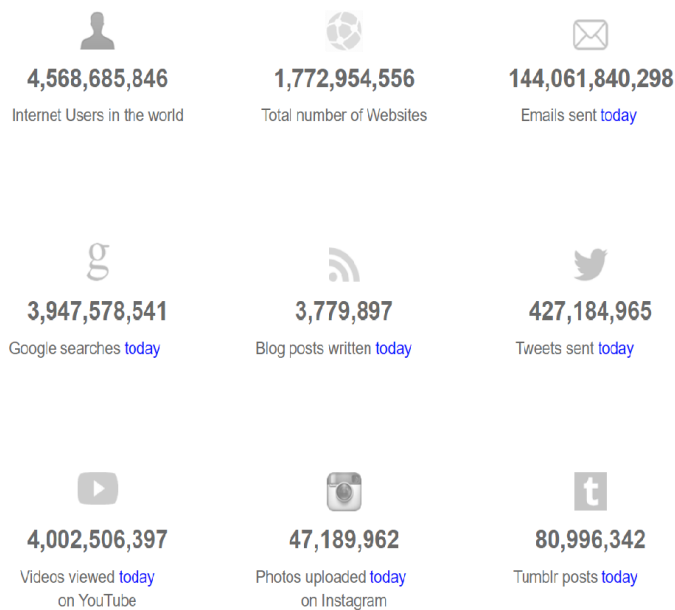 4,568,685,846
Internet Users in the world
1,772,954,556
Total number of Websites
144,061,840,298
Emails sent today
g
3,947,578,541
Google searches today
3,779,897
Blog posts written today
427,184,965
Tweets sent today
4,002,506,397
Videos viewed today
on YouTube
47,189,962
Photos uploaded today
on Instagram
t
80,996,342
Tumblr posts today